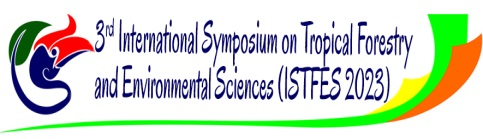 3rd International Symposium on Tropical Forestry
and Environmental Sciences (ISTFES 2023)